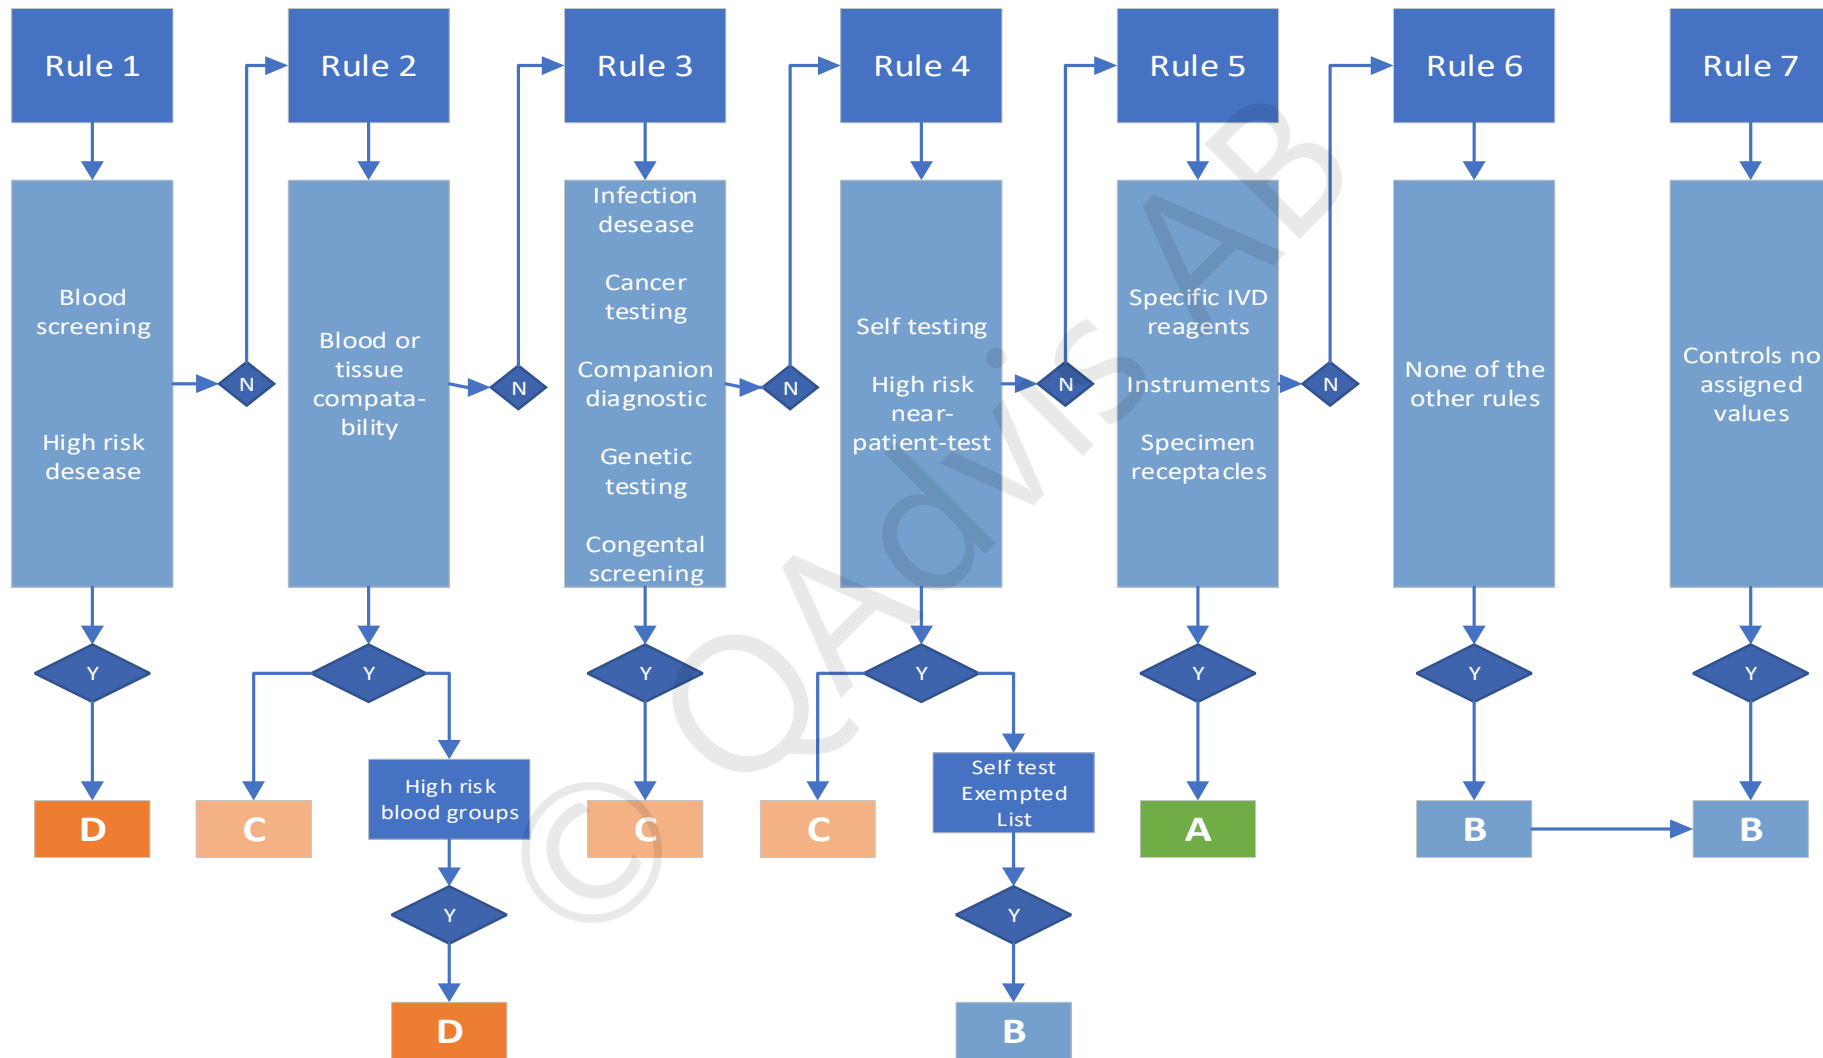 Rule 1
Rule 2
Rule 3
Rule 4
Rule 5
Rule 6
Rule 7
Blood
screening
High risk
desease
N
Blood or
tissue
compata-
bility
N
Infection
desease
Cancer
testing
Companion
diagnostic
Genetic
testing
Congental
screening
N
Self testing
High risk
near-
patient-test
N
Specific IVD
reagents
Instruments
Specimen
receptacles
N
None of the
other rules
Controls no
assigned
values
Y
Y
Y
Y
Y
Y
Y
D
C
High risk
blood groups
C
C
Self test
Exempted
List
A
B
B
Y
Y
D
B
© QAdvis AB